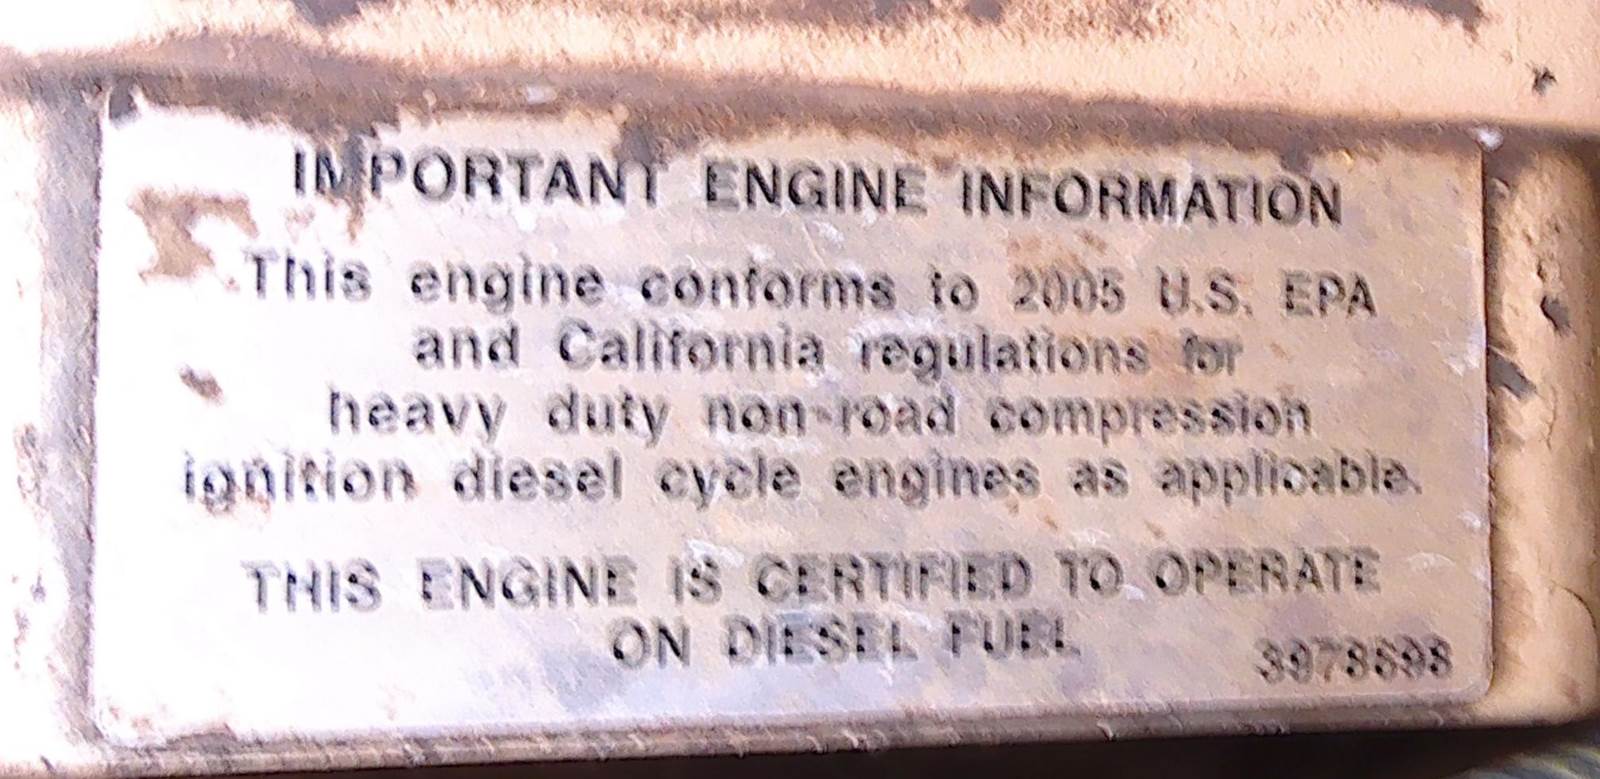 IMPORTANT ENGINE INFORMATION
This engine conforms to 2005 U.S. EPA
and California regulations for
heavy duty non-road compression
ignition diesel cycle engines as applicable.
THIS ENGINE IS CERTIFIED TO OPERATE
ON DIESEL FUEL